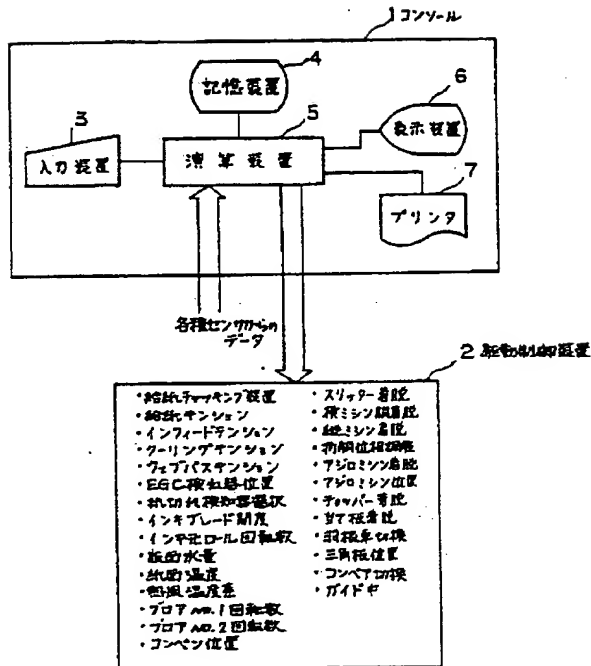 1 コンソール
4
記憶装置
6
3
5
表示装置
入力装置
演算装置
7
プリンタ
各種センサからの
データ
2 駆動制御装置
・給紙チャッキング装置
・給紙テンション
・インフィードテンション
・クーリングテンション
・ウェブパステンション
・EGC検出器位置
・紙切れ検知器選択
・インキブレード開度
・インキ元ロール回転数
・版面水量
・紙面温度
・熱風温度差
・ブロアNO.1回転数
・ブロアNO.2回転数
・コンペン位置
・スリッター着脱
・横ミシン胴着脱
・縦ミシン着脱
・折胴位相調整
・アジロミシン着脱
・アジロミシン位置
・チョッパー着脱
・当て板着脱
・羽根車切換
・三角板位置
・コンベア切換
・ガイド巾